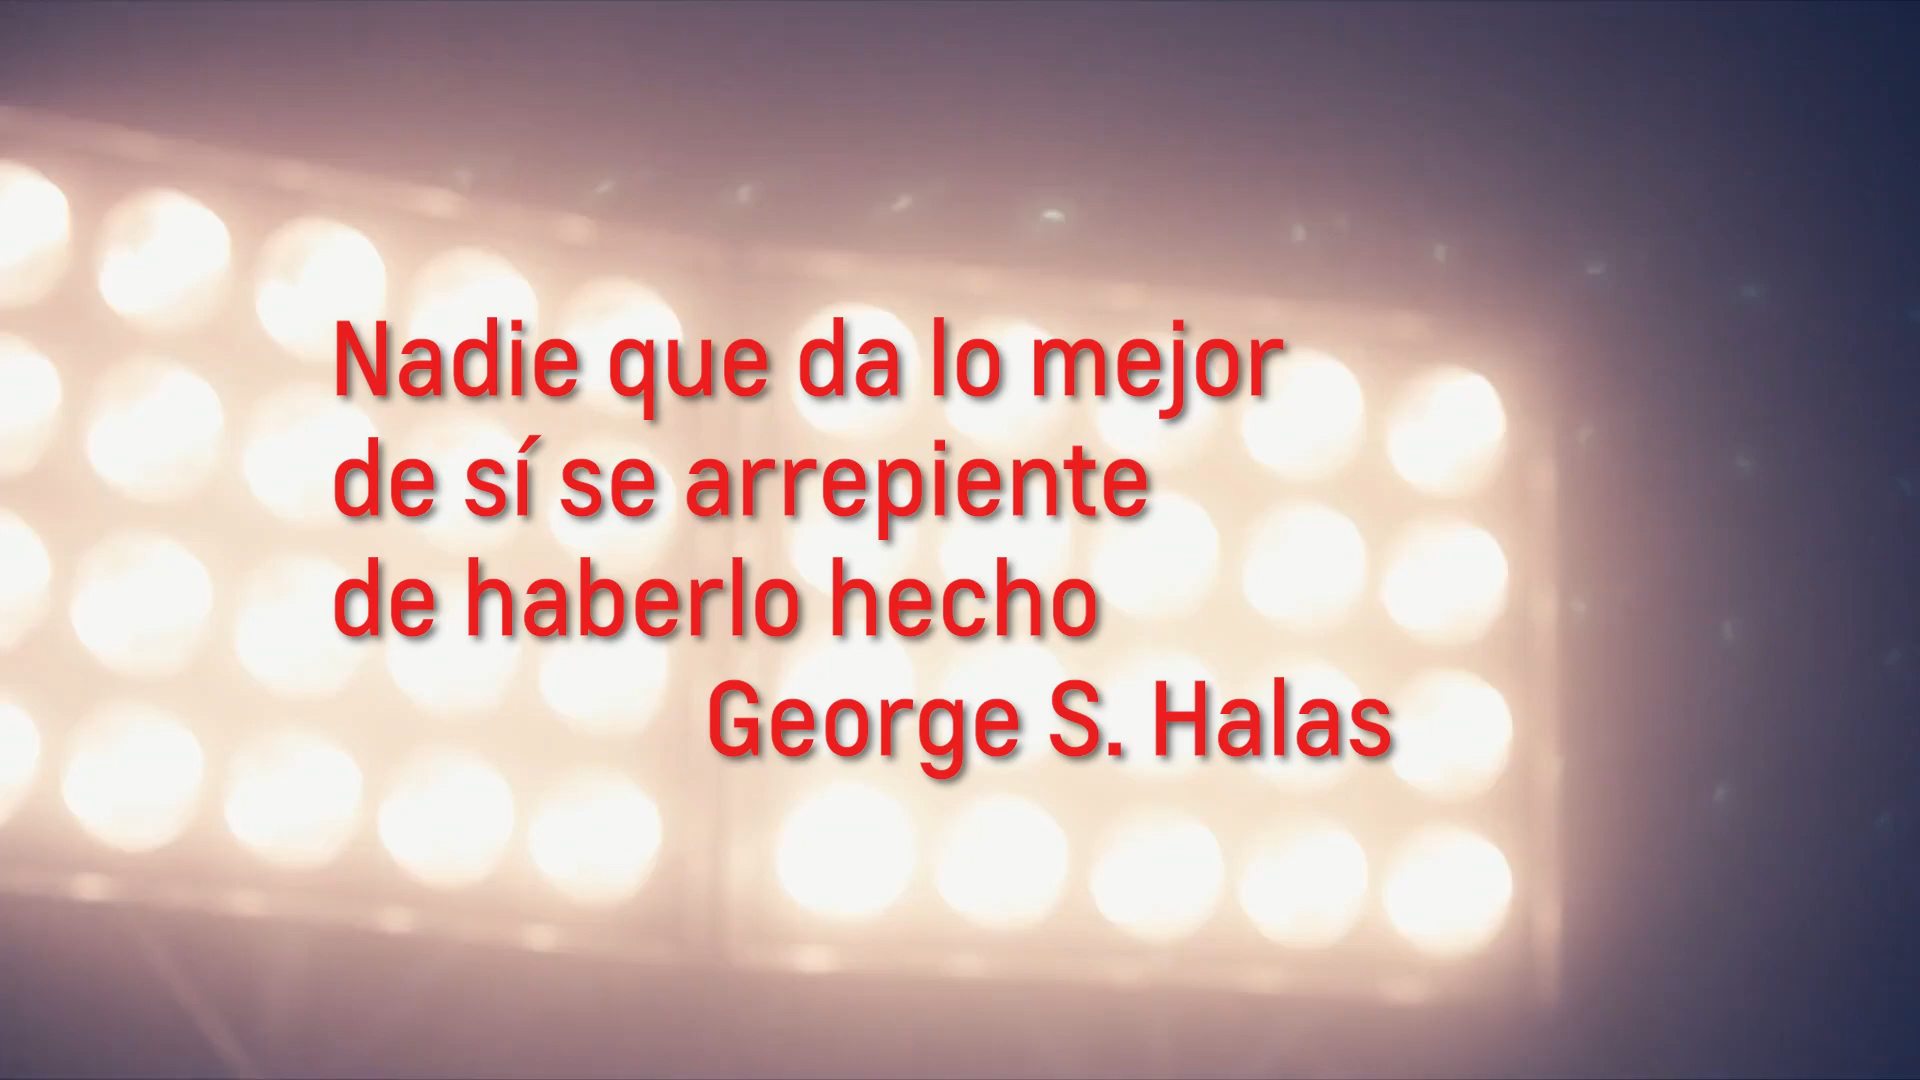 Nadie que da lo mejor
de sí se arrepiente
de haberlo hecho
George S. Halas